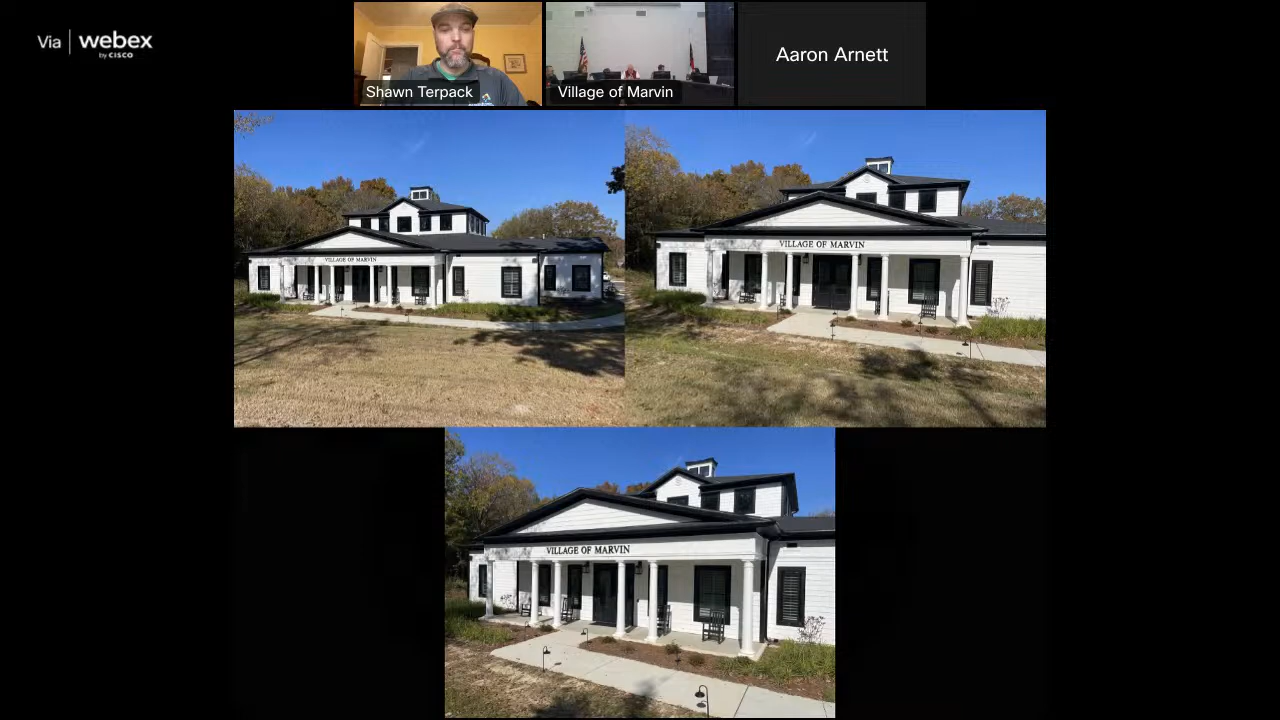 Via | webex
by CISCO
Shawn Terpack
Village of Marvin
Aaron Arnett
VILLAGE OF MARVIN
VILLAGE OF MARVIN
VILLAGE OF MARVIN